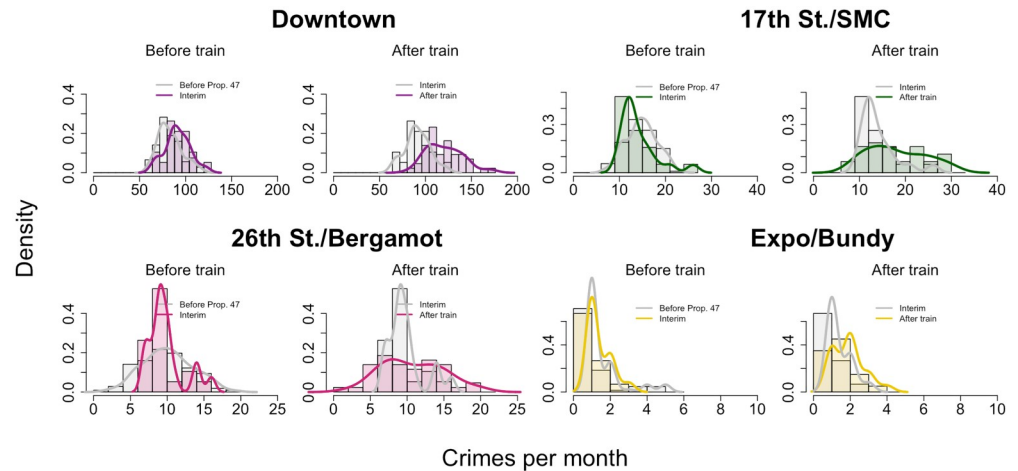 Downtown
17th St./SMC
Before train
After train
Before train
After train
Before Prop. 47
Interim
Interim
After train
Before Prop. 47
Interim
Interim
After train
0.0 0.2 0.4
0.0 0.2 0.4
0.0 0.3
0.0 0.3
0 50 100 150 200
0 50 100 150 200
0 10 20 30 40
0 10 20 30 40
Density
26th St./Bergamot
Expo/Bundy
Before train
After train
Before train
After train
Before Prop. 47
Interim
Interim
After train
Before Prop. 47
Interim
Interim
After train
0.0 0.2 0.4
0.0 0.2 0.4
0.0 0.4
0.0 0.4
0 5 10 15 20 25
0 5 10 15 20 25
0 2 4 6 8 10
0 2 4 6 8 10
Crimes per month